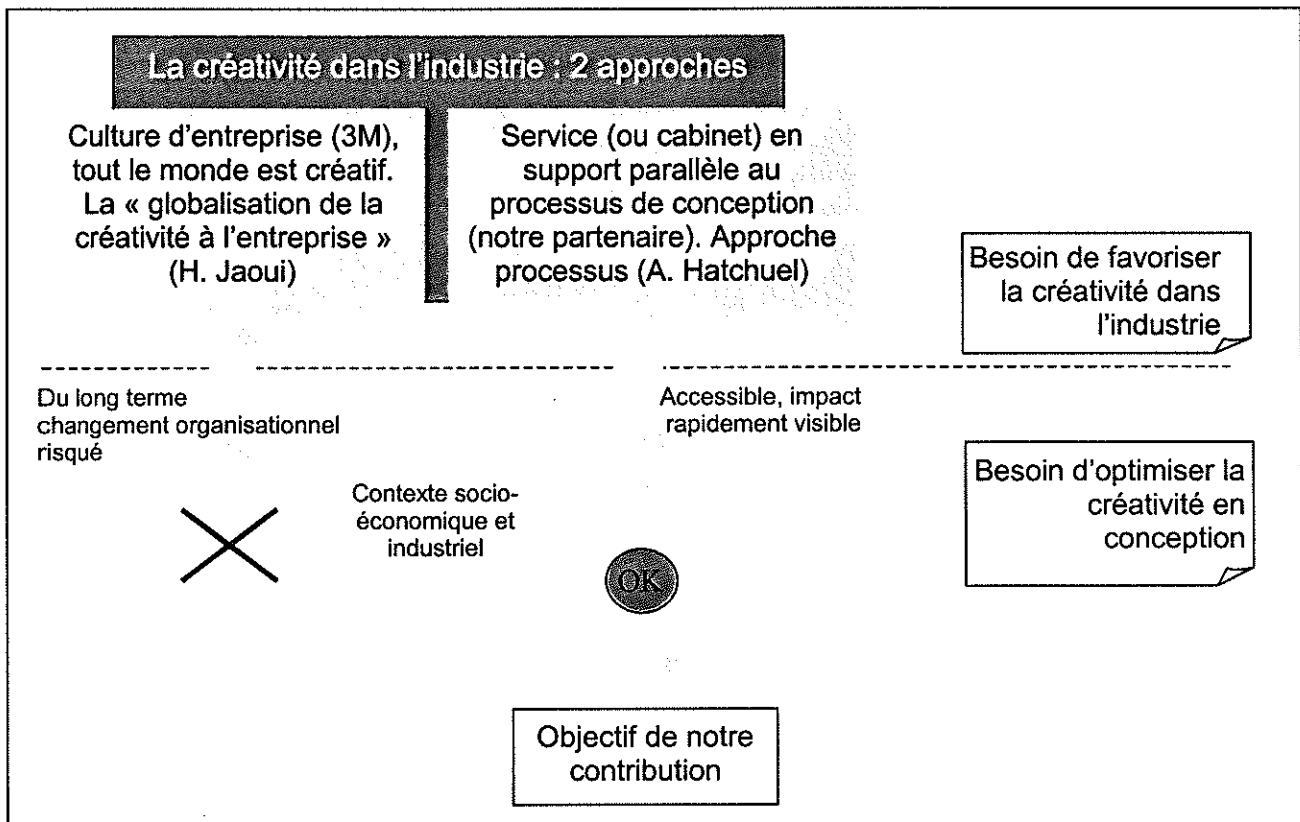 La créativité dans l'industrie : 2 approches
Culture d'entreprise (3M),
tout le monde est créatif.
La « globalisation de la
créativité à l'entreprise »
(H. Jaoui)
Service (ou cabinet) en
support parallèle au
processus de conception
(notre partenaire). Approche
processus (A. Hatchuel)
Besoin de favoriser
la créativité dans
l'industrie
Du long terme
changement organisationnel
risqué
Accessible, impact
rapidement visible
Contexte socio-
économique et
industriel
OK
Besoin d'optimiser la
créativité en
conception
Objectif de notre
contribution